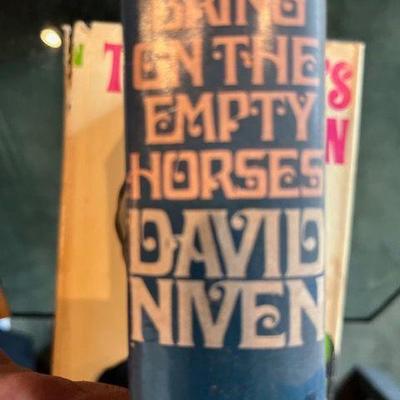 BRING
ON THE
EMPTY
HORSES
DAVID
NIVEN